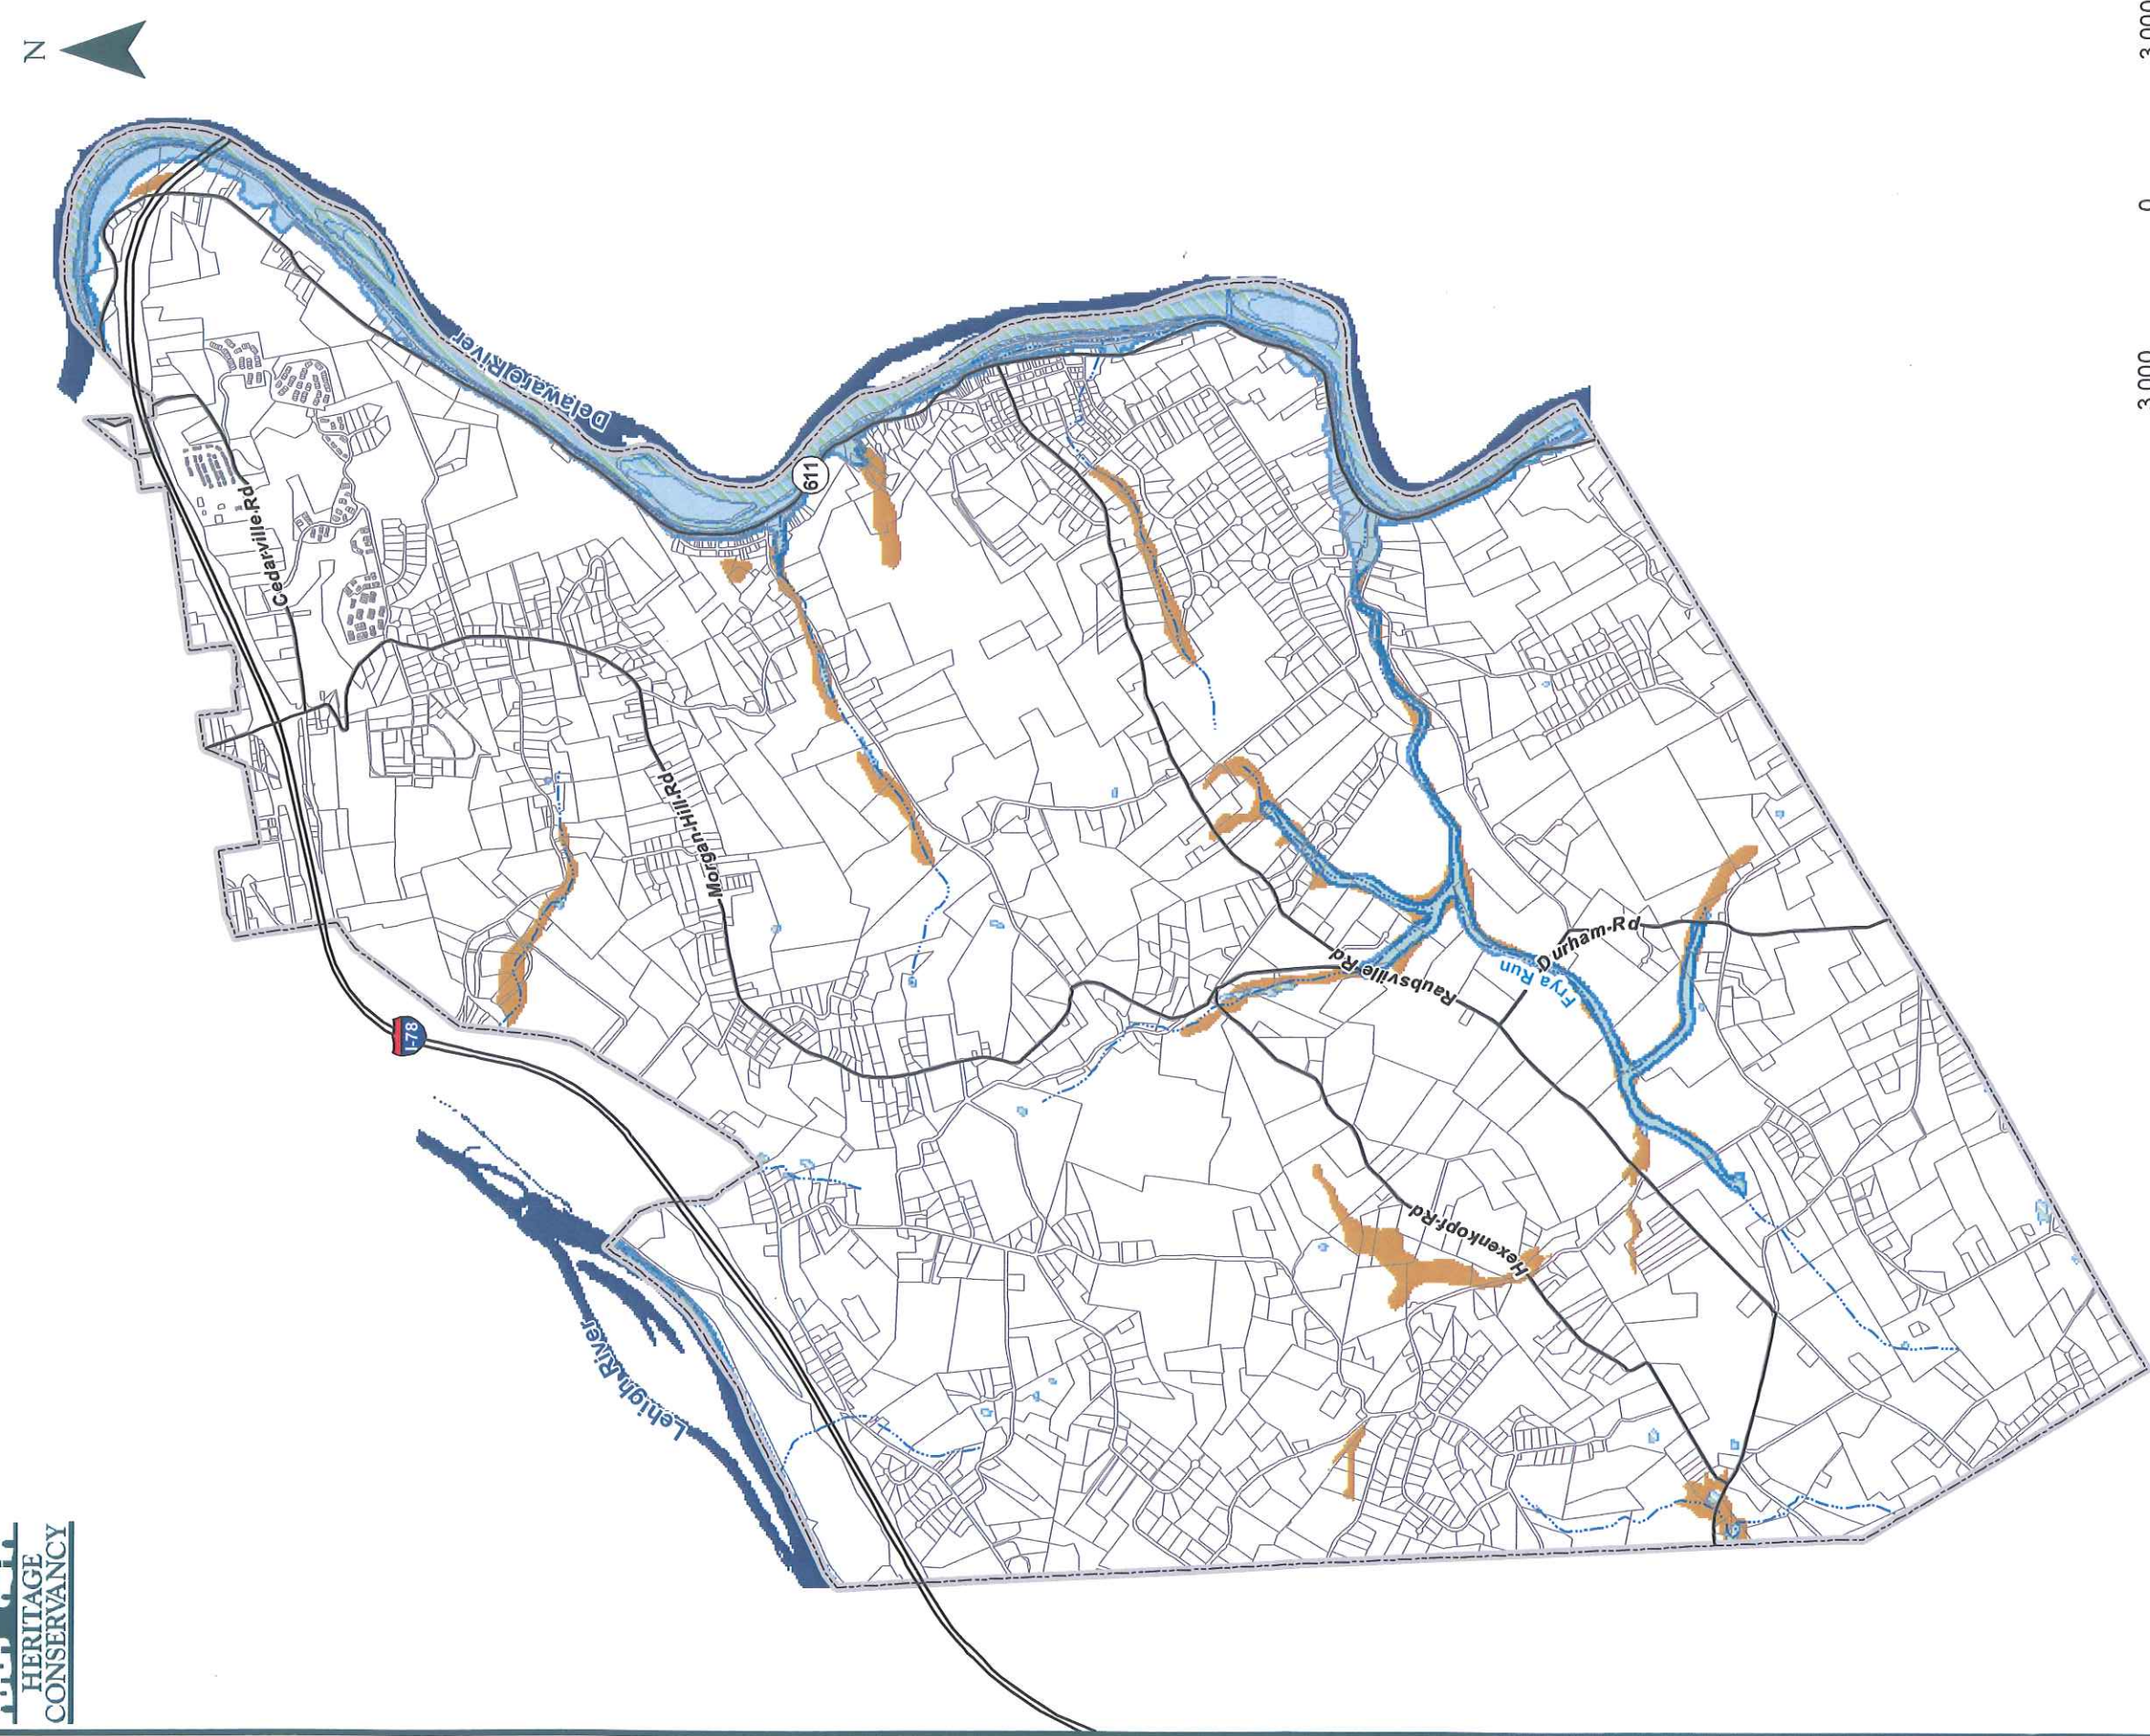 N
HERITAGE
CONSERVANCY
Cedarville Rd
Delaware River
611
Morgan Hill Rd
I-78
Lehigh River
Raubsville Rd
Durham Rd
Frya Run
Hexenkopf Rd
3,000
0
3,000